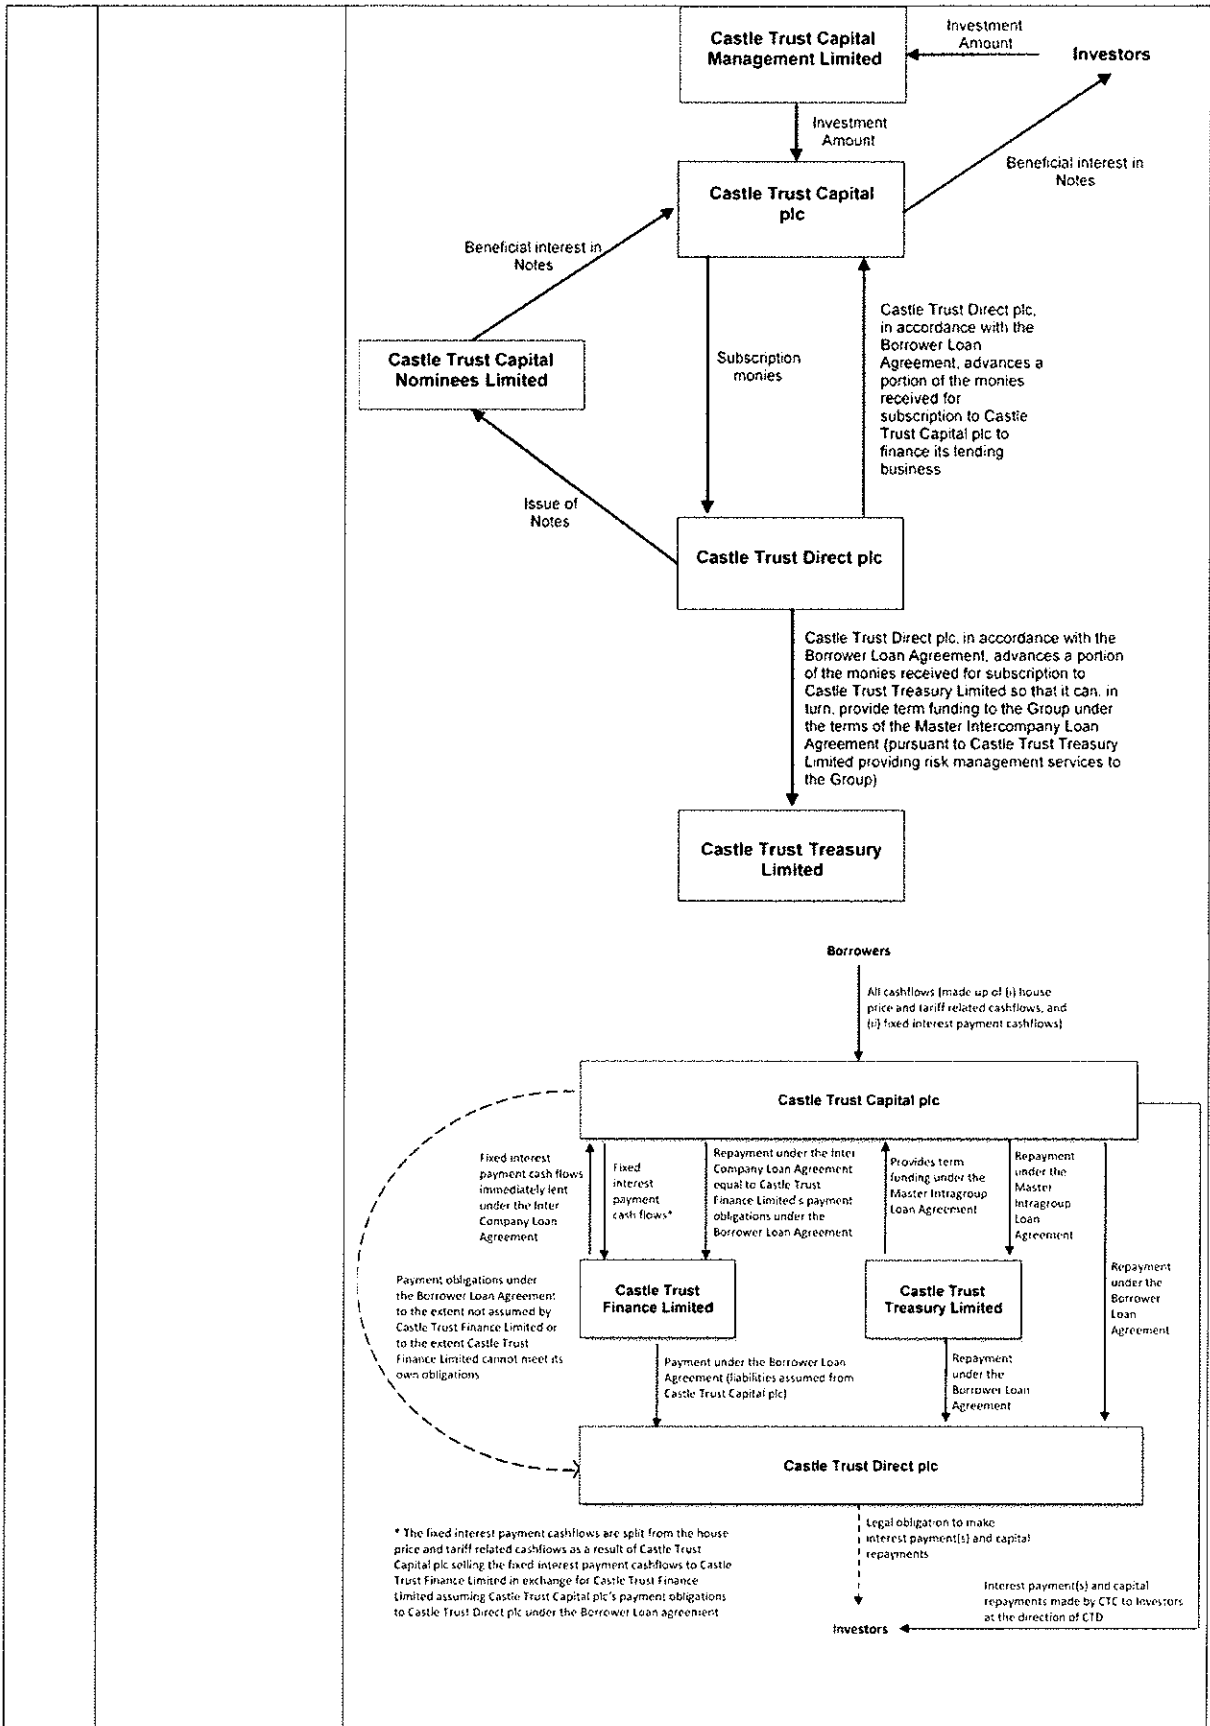 Castle Trust Capital
Management Limited
Investment
Amount
Investors
Investment
Amount
Beneficial interest in
Notes
Castle Trust Capital
plc
Beneficial interest in
Notes
Castle Trust Capital
Nominees Limited
Subscription
monies
Castle Trust Direct plc,
in accordance with the
Borrower Loan
Agreement, advances a
portion of the monies
received for
subscription to Castle
Trust Capital plc to
finance its lending
business
Issue of
Notes
Castle Trust Direct plc
Castle Trust Direct plc, in accordance with the
Borrower Loan Agreement, advances a portion
of the monies received for subscription to
Castle Trust Treasury Limited so that it can, in
turn, provide term funding to the Group under
the terms of the Master Intercompany Loan
Agreement (pursuant to Castle Trust Treasury
Limited providing risk management services to
the Group)
Castle Trust Treasury
Limited
Borrowers
All cashflows (made up of (i) house
price and tariff related cashflows, and
(ii) fixed interest payment cashflows)
Castle Trust Capital plc
Fixed interest
payment cash flows
immediately lent
under the Inter
Company Loan
Agreement
Fixed
interest
payment
cash flows*
Repayment under the Inter
Company Loan Agreement
equal to Castle Trust
Finance Limited's payment
obligations under the
Borrower Loan Agreement
Provides term
funding under the
Master Intragroup
Loan Agreement
Repayment
under the
Master
Intragroup
Loan
Agreement
Repayment
under the
Borrower
Loan
Agreement
Payment obligations under
the Borrower Loan Agreement
to the extent not assumed by
Castle Trust Finance Limited or
to the extent Castle Trust
Finance Limited cannot meet its
own obligations
Castle Trust
Finance Limited
Castle Trust
Treasury Limited
Payment under the Borrower Loan
Agreement (liabilities assumed from
Castle Trust Capital plc)
Repayment
under the
Borrower Loan
Agreement
Castle Trust Direct plc
Legal obligation to make
interest payment(s) and capital
repayments
* The fixed interest payment cashflows are split from the house
price and tariff related cashflows as a result of Castle Trust
Capital plc selling the fixed interest payment cashflows to Castle
Trust Finance Limited in exchange for Castle Trust Finance
Limited assuming Castle Trust Capital plc's payment obligations
to Castle Trust Direct plc under the Borrower Loan agreement
Interest payment(s) and capital
repayments made by CTC to Investors
at the direction of CTD
Investors